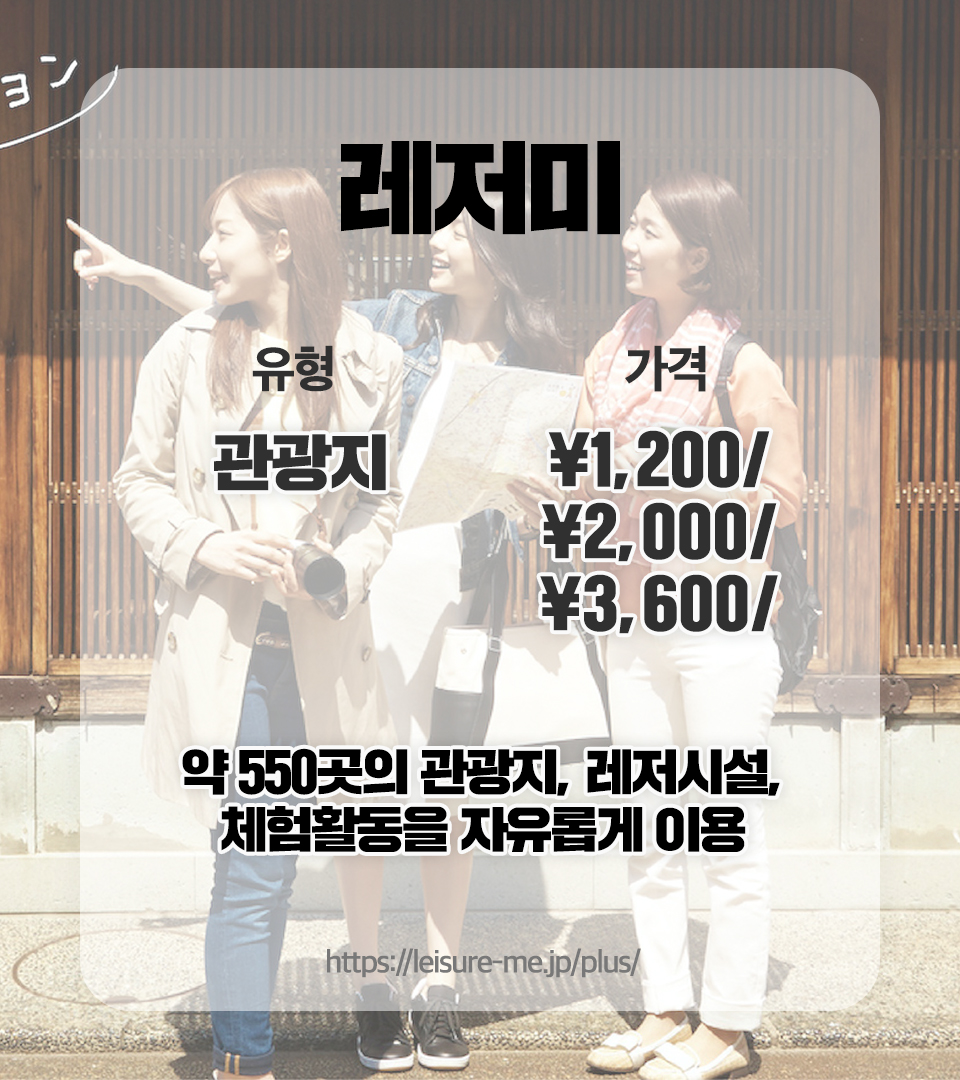 ョン
레저미
유형
가격
관광지
¥1,200/
¥2,000/
¥3,600/
약 550곳의 관광지, 레저시설,
체험활동을 자유롭게 이용
https://leisure-me.jp/plus/